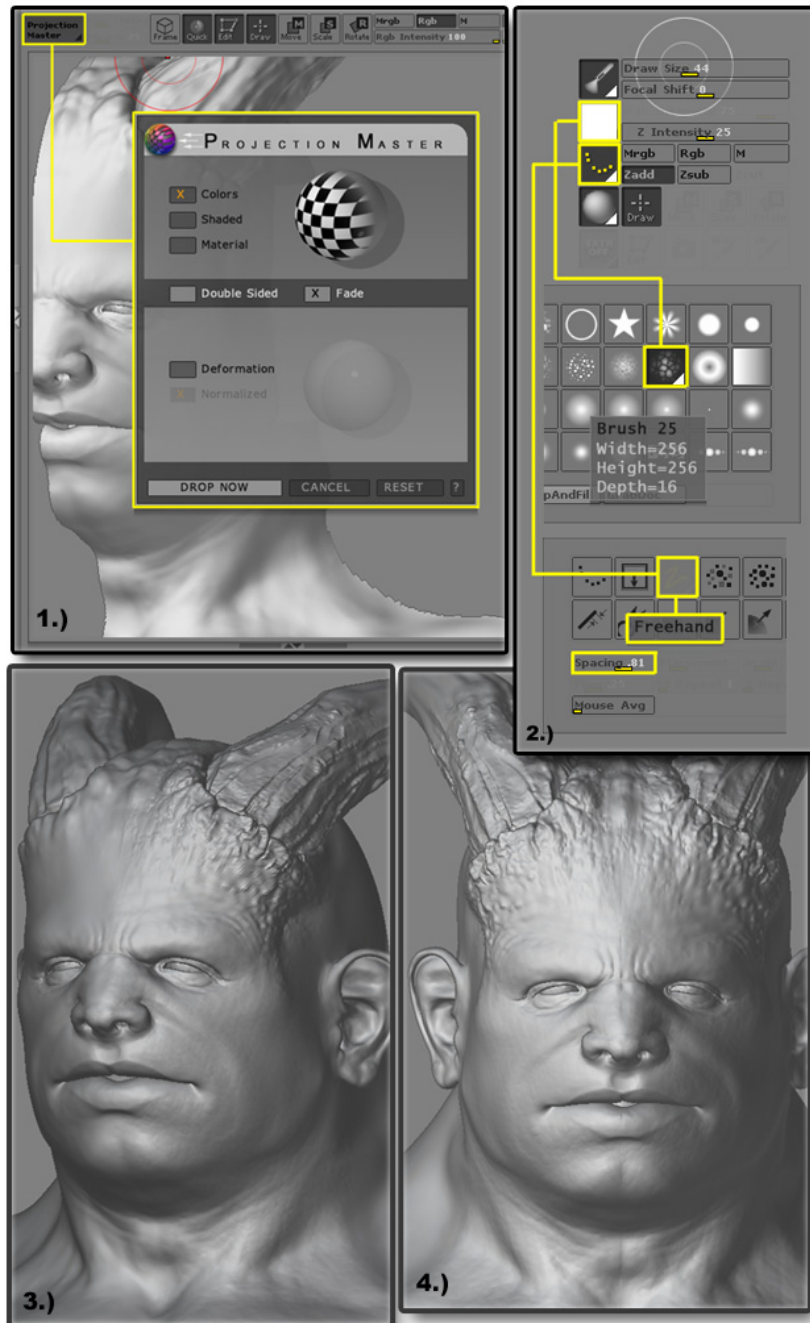 Projection
Master
Frame
Quick
Edit
Draw
Move
Scale
Rotate
Mrgb
Rgb
M
Rgb Intensity 100
PROJECTION MASTER
X Colors
Shaded
Material
Double Sided
X Fade
Deformation
X Normalized
DROP NOW
CANCEL
RESET
?
1.)
Draw Size 44
Focal Shift 0
Z Intensity 25
Mrgb
Rgb
M
Zadd
Zsub
Draw
Brush 25
Width=256
Height=256
Depth=16
Freehand
Spacing .81
Mouse Avg
2.)
3.)
4.)